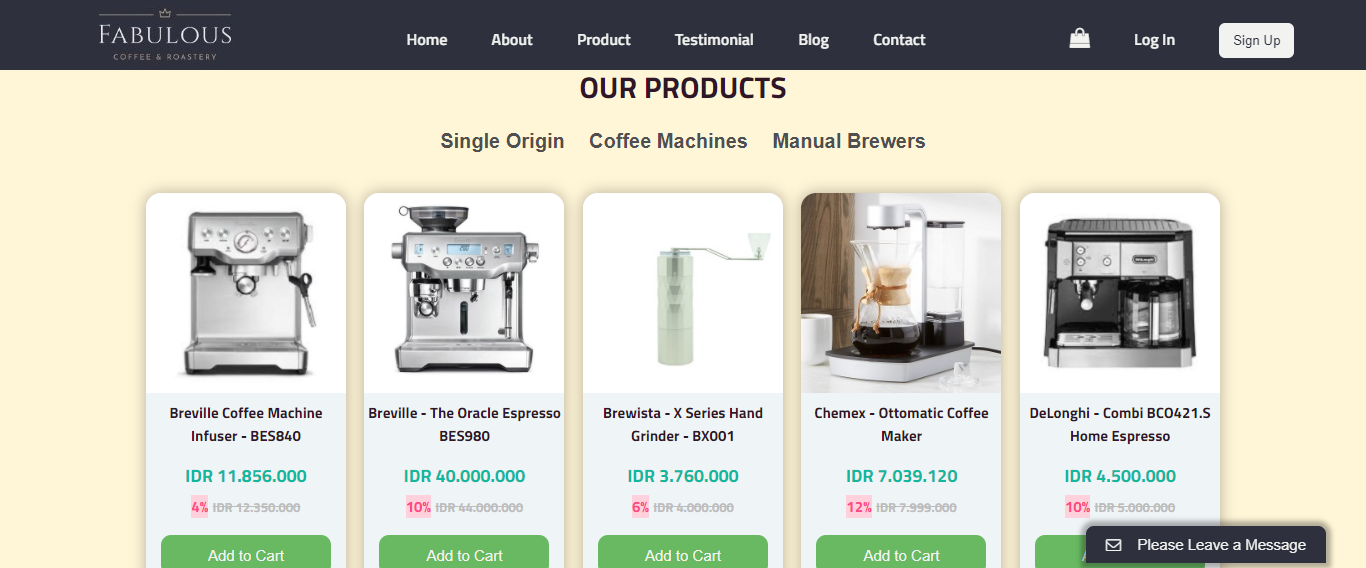 FABULOUS
COFFEE & ROASTERY
Home About Product Testimonial Blog Contact Log In Sign Up
OUR PRODUCTS
Single Origin Coffee Machines Manual Brewers
DeLonghi
Breville Coffee Machine
Infuser - BES840
IDR 11.856.000
4% IDR 12.350.000
Add to Cart
Breville - The Oracle Espresso
BES980
IDR 40.000.000
10% IDR 44.000.000
Add to Cart
Brewista - X Series Hand
Grinder - BX001
IDR 3.760.000
6% IDR 4.000.000
Add to Cart
Chemex - Ottomatic Coffee
Maker
IDR 7.039.120
12% IDR 7.999.000
Add to Cart
DeLonghi - Combi BCO421.S
Home Espresso
IDR 4.500.000
10% IDR 5.000.000
Please Leave a Message